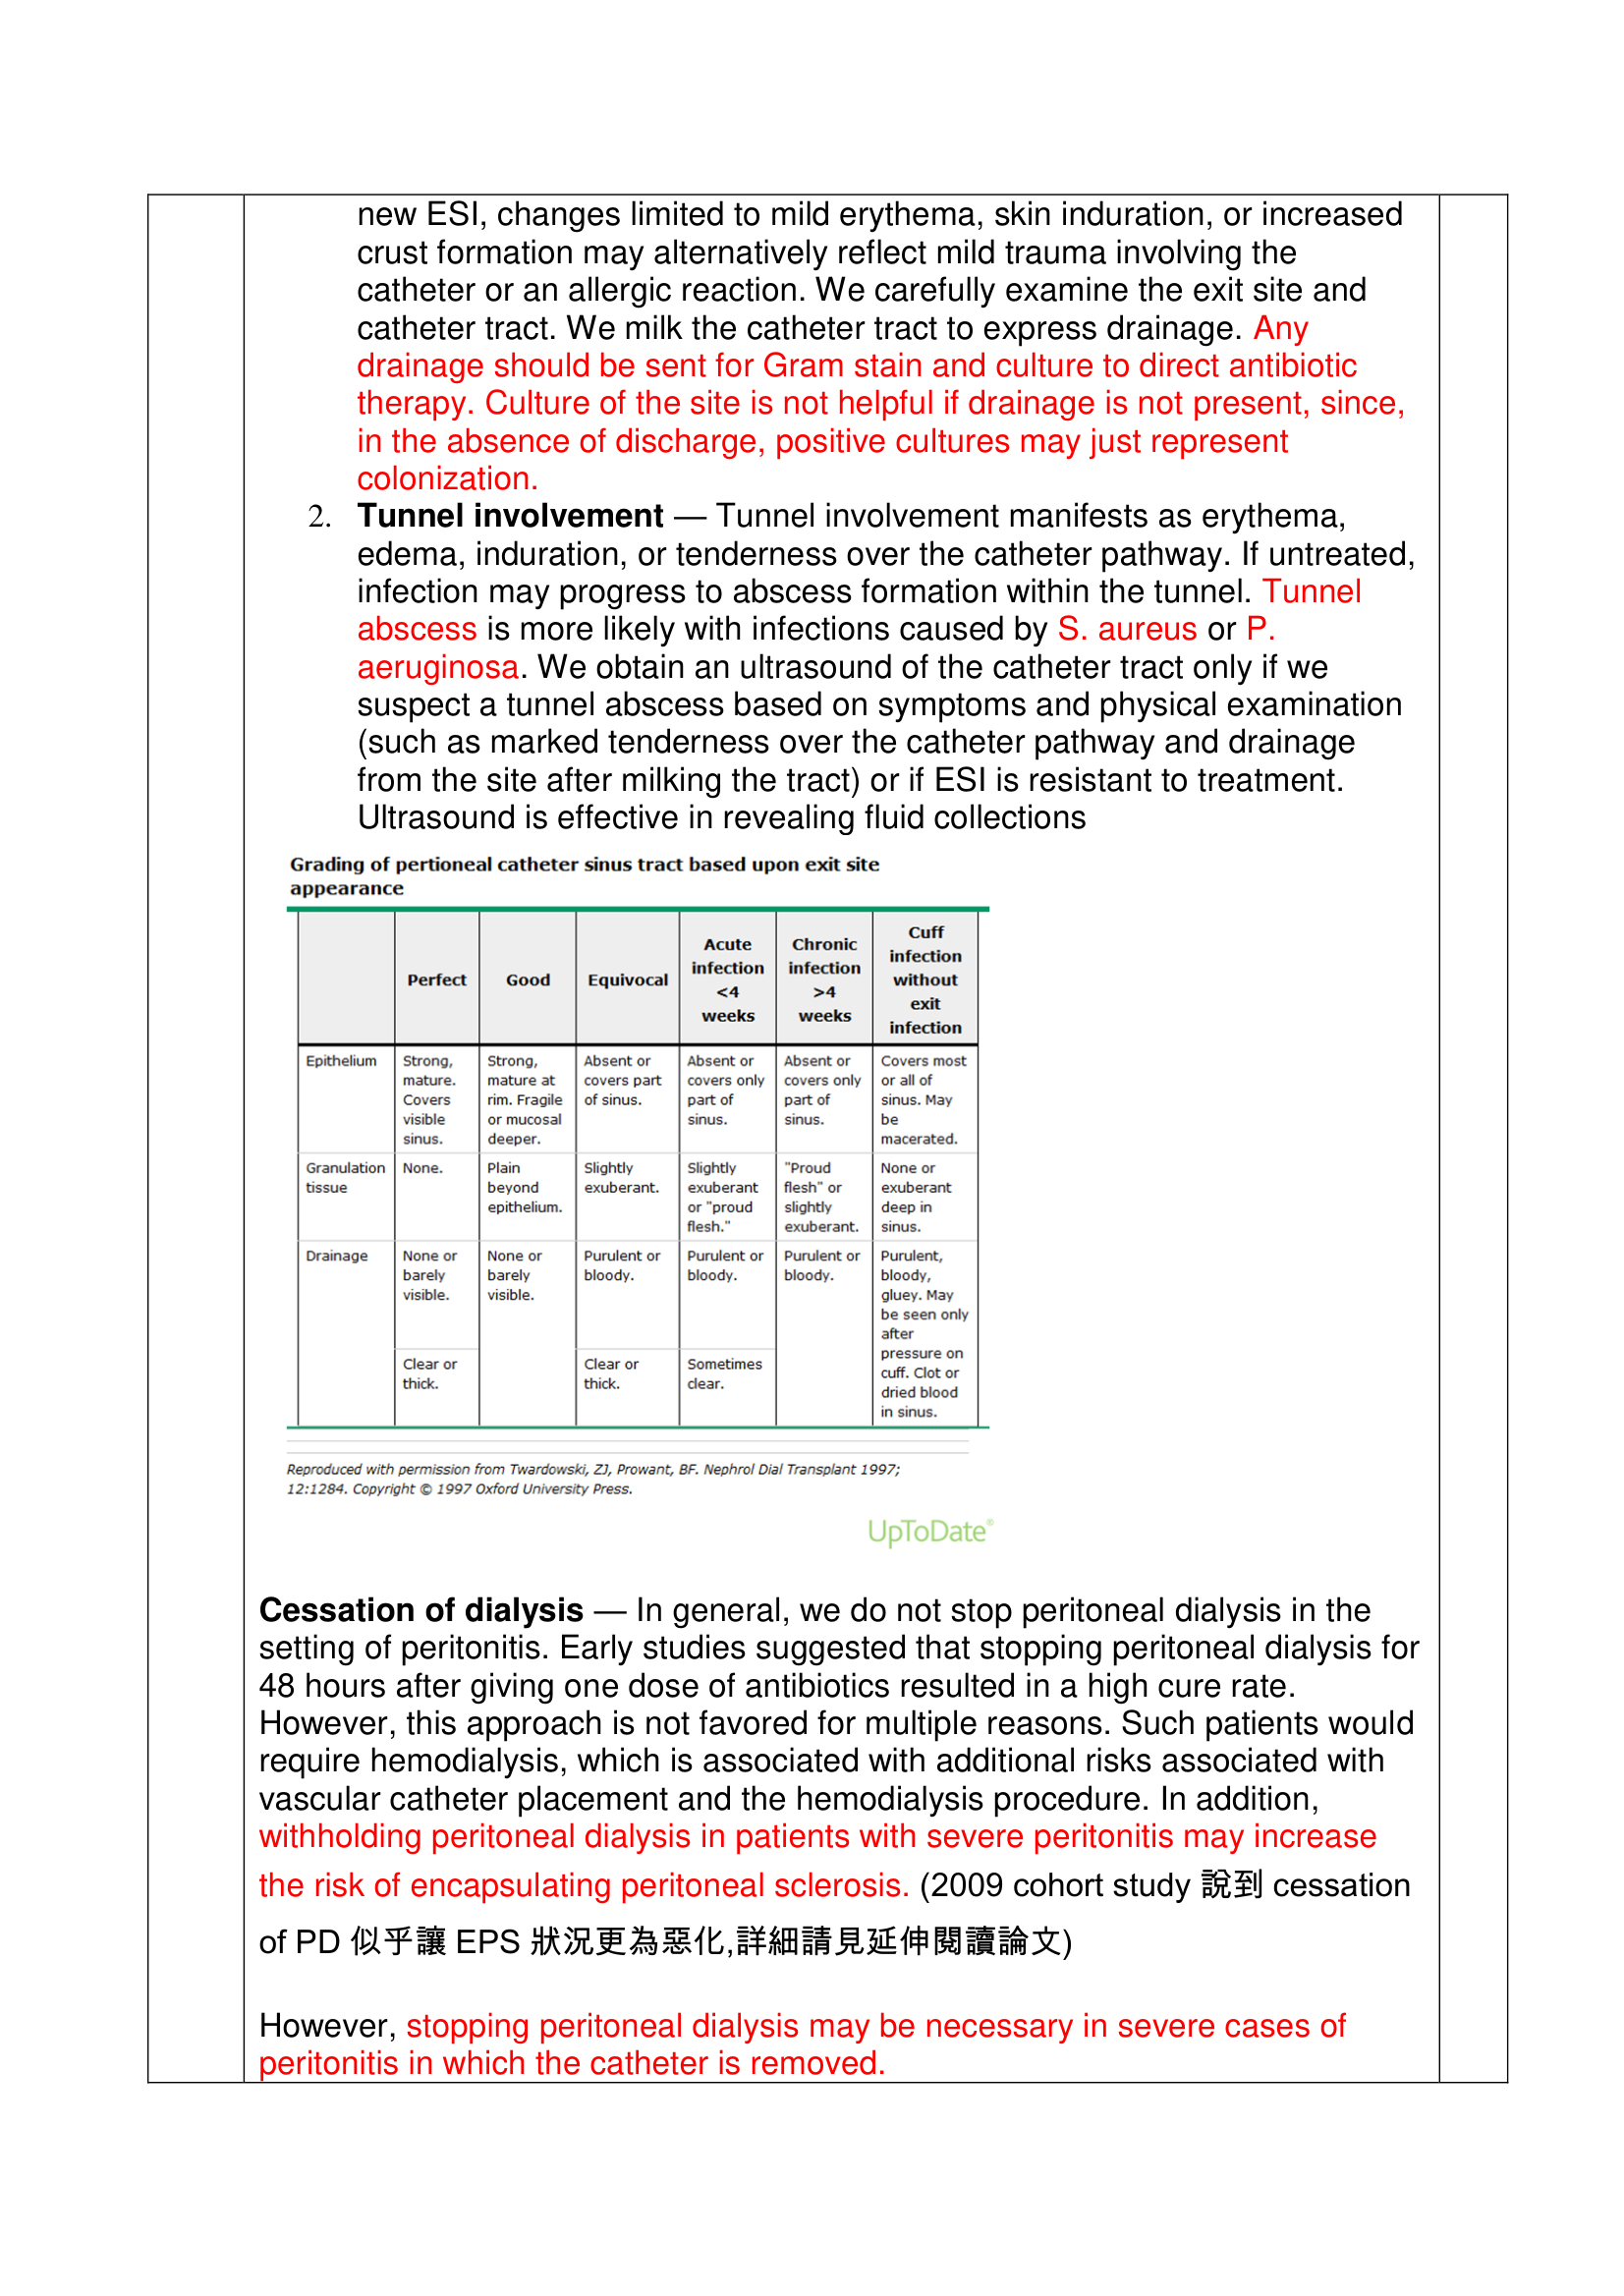 new ESI, changes limited to mild erythema, skin induration, or increased
crust formation may alternatively reflect mild trauma involving the
catheter or an allergic reaction. We carefully examine the exit site and
catheter tract. We milk the catheter tract to express drainage. Any
drainage should be sent for Gram stain and culture to direct antibiotic
therapy. Culture of the site is not helpful if drainage is not present, since,
in the absence of discharge, positive cultures may just represent
colonization.
2. Tunnel involvement — Tunnel involvement manifests as erythema,
edema, induration, or tenderness over the catheter pathway. If untreated,
infection may progress to abscess formation within the tunnel. Tunnel
abscess is more likely with infections caused by S. aureus or P.
aeruginosa. We obtain an ultrasound of the catheter tract only if we
suspect a tunnel abscess based on symptoms and physical examination
(such as marked tenderness over the catheter pathway and drainage
from the site after milking the tract) or if ESI is resistant to treatment.
Ultrasound is effective in revealing fluid collections
Grading of pertioneal catheter sinus tract based upon exit site
appearance
Perfect
Good
Equivocal
Acute
infection
<4
weeks
Chronic
infection
>4
weeks
Cuff
infection
without
exit
infection
Epithelium
Strong,
mature.
Covers
visible
sinus.
Strong,
mature at
rim. Fragile
or mucosal
deeper.
Absent or
covers part
of sinus.
Absent or
covers only
part of
sinus.
Absent or
covers only
part of
sinus.
Covers most
or all of
sinus. May
be
macerated.
Granulation
tissue
None.
Plain
beyond
epithelium.
Slightly
exuberant.
Slightly
exuberant
or "proud
flesh."
"Proud
flesh" or
slightly
exuberant.
None or
exuberant
deep in
sinus.
Drainage
None or
barely
visible.
None or
barely
visible.
Purulent or
bloody.
Purulent or
bloody.
Purulent or
bloody.
Purulent,
bloody,
gluey. May
be seen only
after
pressure on
cuff. Clot or
dried blood
in sinus.
Clear or
thick.
Clear or
thick.
Sometimes
clear.
Reproduced with permission from Twardowski, ZJ, Prowant, BF. Nephrol Dial Transplant 1997;
12:1284. Copyright © 1997 Oxford University Press.
UpToDate®
Cessation of dialysis — In general, we do not stop peritoneal dialysis in the
setting of peritonitis. Early studies suggested that stopping peritoneal dialysis for
48 hours after giving one dose of antibiotics resulted in a high cure rate.
However, this approach is not favored for multiple reasons. Such patients would
require hemodialysis, which is associated with additional risks associated with
vascular catheter placement and the hemodialysis procedure. In addition,
withholding peritoneal dialysis in patients with severe peritonitis may increase
the risk of encapsulating peritoneal sclerosis. (2009 cohort study 說到 cessation
of PD 似乎讓 EPS 狀況更為惡化,詳細請見延伸閱讀論文)
However, stopping peritoneal dialysis may be necessary in severe cases of
peritonitis in which the catheter is removed.